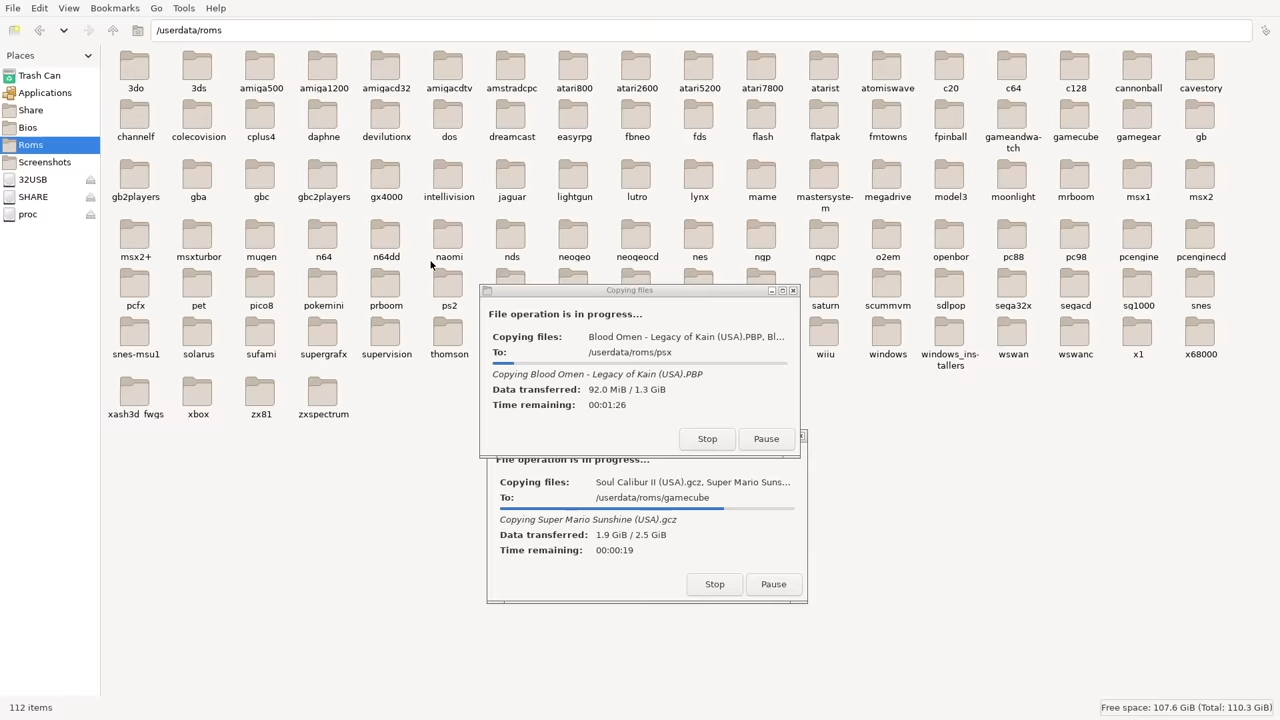 File Edit View Bookmarks Go Tools Help
/userdata/roms
Places
Trash Can
Applications
Share
Bios
Roms
Screenshots
32USB
SHARE
proc
3do 3ds amiga500 amiga1200 amigacd32 amigacdtv amstradcpc atari800 atari2600 atari5200 atari7800 atarist atomiswave c20 c64 c128 cannonball cavestory
channelf colecovision cplus4 daphne devilutionx dos dreamcast easyrpg fbneo fds flash flatpak fmtowns fpinball gameandwa- gamecube gamegear gb
tch
gb2players gba gbc gbc2players gx4000 intellivision jaguar lightgun lutro lynx mame mastersyste- megadrive model3 moonlight mrboom msx1 msx2
m
msx2+ msxturbor mugen n64 n64dd naomi nds neogeo neogeocd nes ngp ngpc o2em openbor pc88 pc98 pcengine pcenginecd
pcfx pet pico8 pokemini prboom ps2 saturn scummvm sdlpop sega32x segacd sg1000 snes
snes-msu1 solarus sufami supergrafx supervision thomson wiiu windows windows_ins- wswan wswanc x1 x68000
tallers
xash3d_fwgs xbox zx81 zxspectrum
Copying files
File operation is in progress...
Copying files: Blood Omen - Legacy of Kain (USA).PBP, Bl...
To: /userdata/roms/psx
Copying Blood Omen - Legacy of Kain (USA).PBP
Data transferred: 92.0 MiB / 1.3 GiB
Time remaining: 00:01:26
Stop Pause
File operation is in progress...
Copying files: Soul Calibur II (USA).gcz, Super Mario Suns...
To: /userdata/roms/gamecube
Copying Super Mario Sunshine (USA).gcz
Data transferred: 1.9 GiB / 2.5 GiB
Time remaining: 00:00:19
Stop Pause
112 items
Free space: 107.6 GiB (Total: 110.3 GiB)